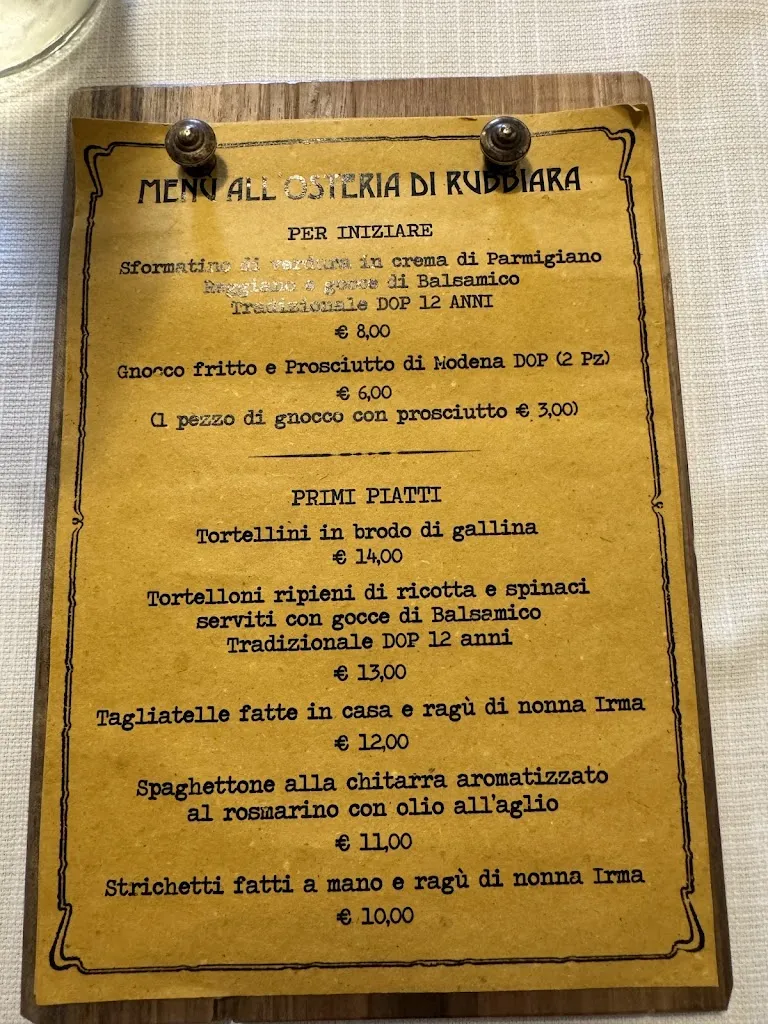 MENÙ ALL'OSTERIA DI RUBBIARA
PER INIZIARE
Sformatino di verdura in crema di Parmigiano
Reggiano e gocce di Balsamico
Tradizionale DOP 12 ANNI
€ 8,00
Gnocco fritto e Prosciutto di Modena DOP (2 Pz)
€ 6,00
(1 pezzo di gnocco con prosciutto € 3,00)
PRIMI PIATTI
Tortellini in brodo di gallina
€ 14,00
Tortelloni ripieni di ricotta e spinaci
serviti con gocce di Balsamico
Tradizionale DOP 12 anni
€ 13,00
Tagliatelle fatte in casa e ragù di nonna Irma
€ 12,00
Spaghettone alla chitarra aromatizzato
al rosmarino con olio all'aglio
€ 11,00
Strichetti fatti a mano e ragù di nonna Irma
€ 10,00